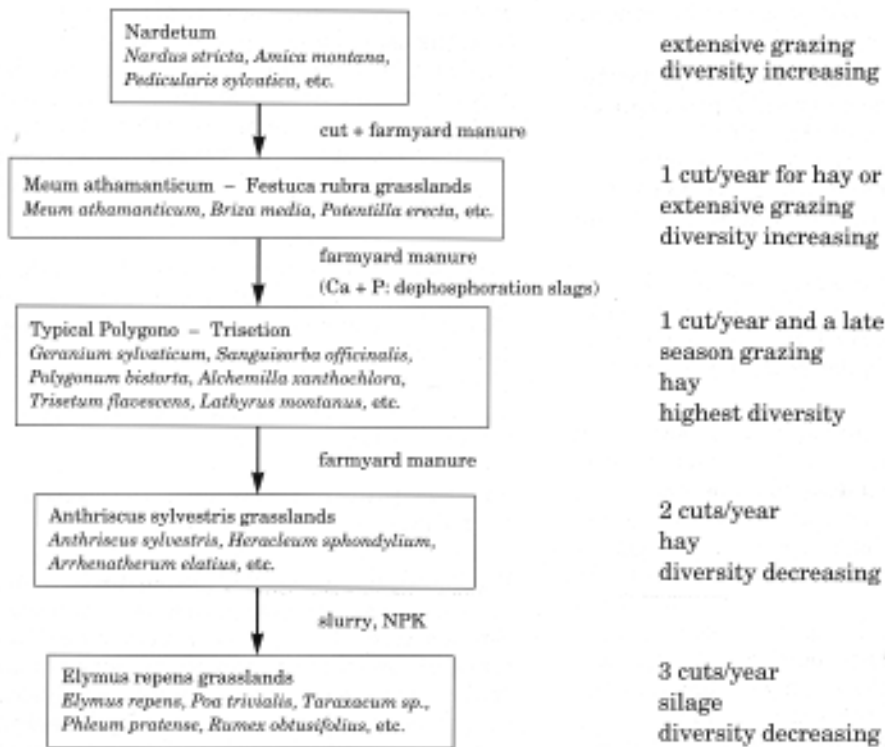 Nardetum
Nardus stricta, Arnica montana,
Pedicularis sylvatica, etc.
extensive grazing
diversity increasing
cut + farmyard manure
Meum athamanticum – Festuca rubra grasslands
Meum athamanticum, Briza media, Potentilla erecta, etc.
1 cut/year for hay or
extensive grazing
diversity increasing
farmyard manure
(Ca + P: dephosphoration slags)
Typical Polygono – Trisetion
Geranium sylvaticum, Sanguisorba officinalis,
Polygonum bistorta, Alchemilla xanthochlora,
Trisetum flavescens, Lathyrus montanus, etc.
1 cut/year and a late
season grazing
hay
highest diversity
farmyard manure
Anthriscus sylvestris grasslands
Anthriscus sylvestris, Heracleum sphondylium,
Arrhenatherum elatius, etc.
2 cuts/year
hay
diversity decreasing
slurry, NPK
Elymus repens grasslands
Elymus repens, Poa trivialis, Taraxacum sp.,
Phleum pratense, Rumex obtusifolius, etc.
3 cuts/year
silage
diversity decreasing